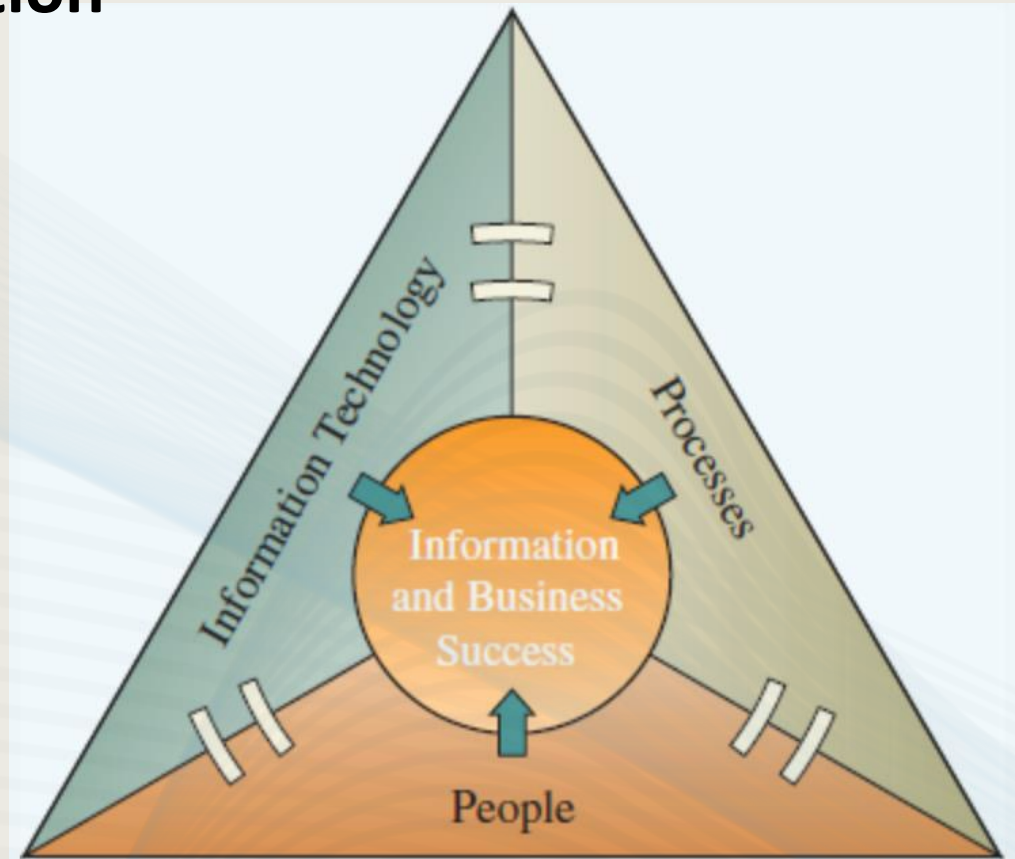 Information Technology
Processes
Information
and Business
Success
People